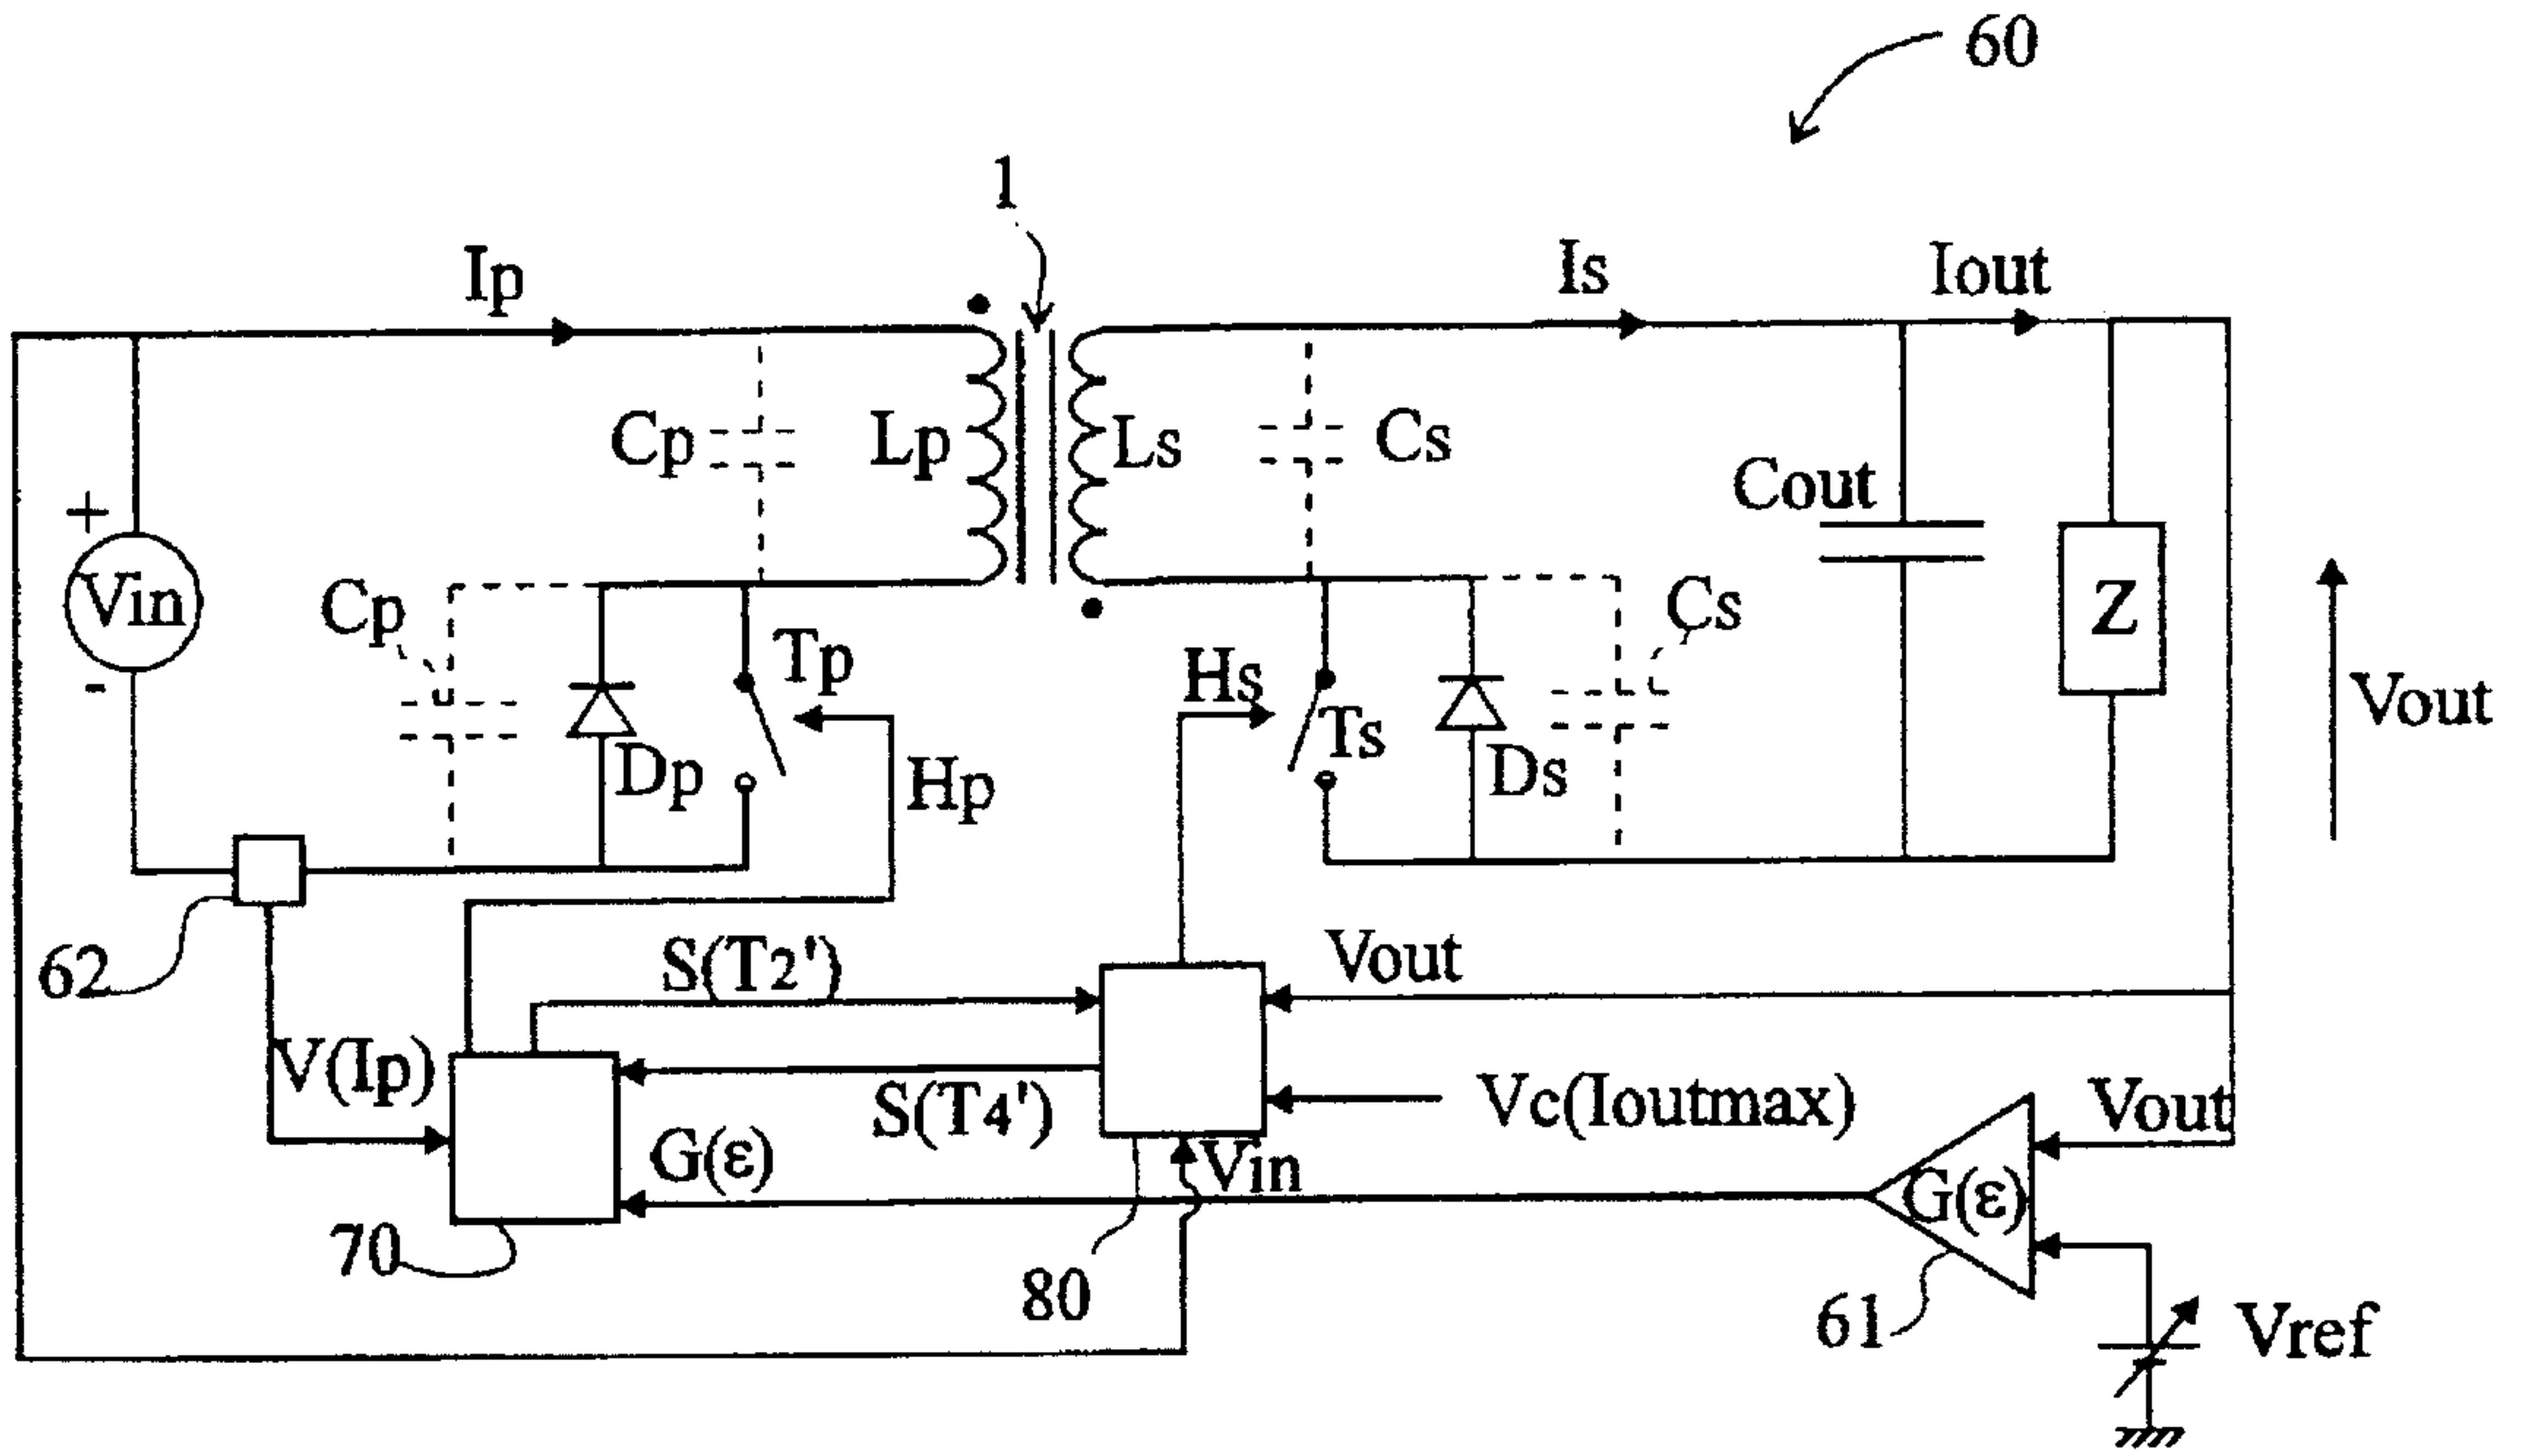 60
1
Ip
Is
Iout
Cp
Lp
Ls
Cs
Cout
+
Vin
-
Cp
Tp
Dp
Hp
Hs
Ts
Ds
Cs
Z
Vout
62
S(T2')
Vout
V(Ip)
S(T4')
Vc(Ioutmax)
Vout
G(ε)
Vin
G(ε)
70
80
61
Vref